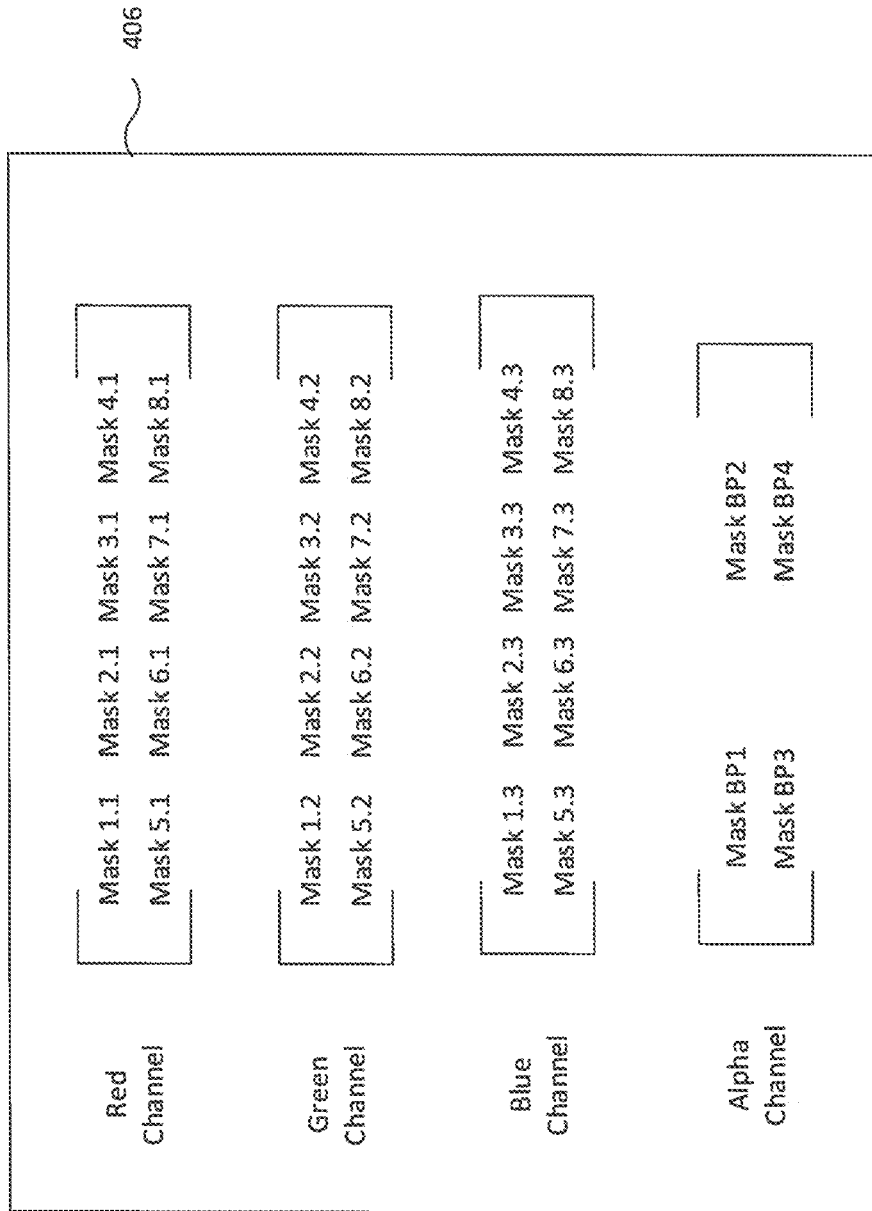 406
Red
Channel
Mask 1.1 Mask 2.1 Mask 3.1 Mask 4.1
Mask 5.1 Mask 6.1 Mask 7.1 Mask 8.1
Green
Channel
Mask 1.2 Mask 2.2 Mask 3.2 Mask 4.2
Mask 5.2 Mask 6.2 Mask 7.2 Mask 8.2
Blue
Channel
Mask 1.3 Mask 2.3 Mask 3.3 Mask 4.3
Mask 5.3 Mask 6.3 Mask 7.3 Mask 8.3
Alpha
Channel
Mask BP1 Mask BP2
Mask BP3 Mask BP4